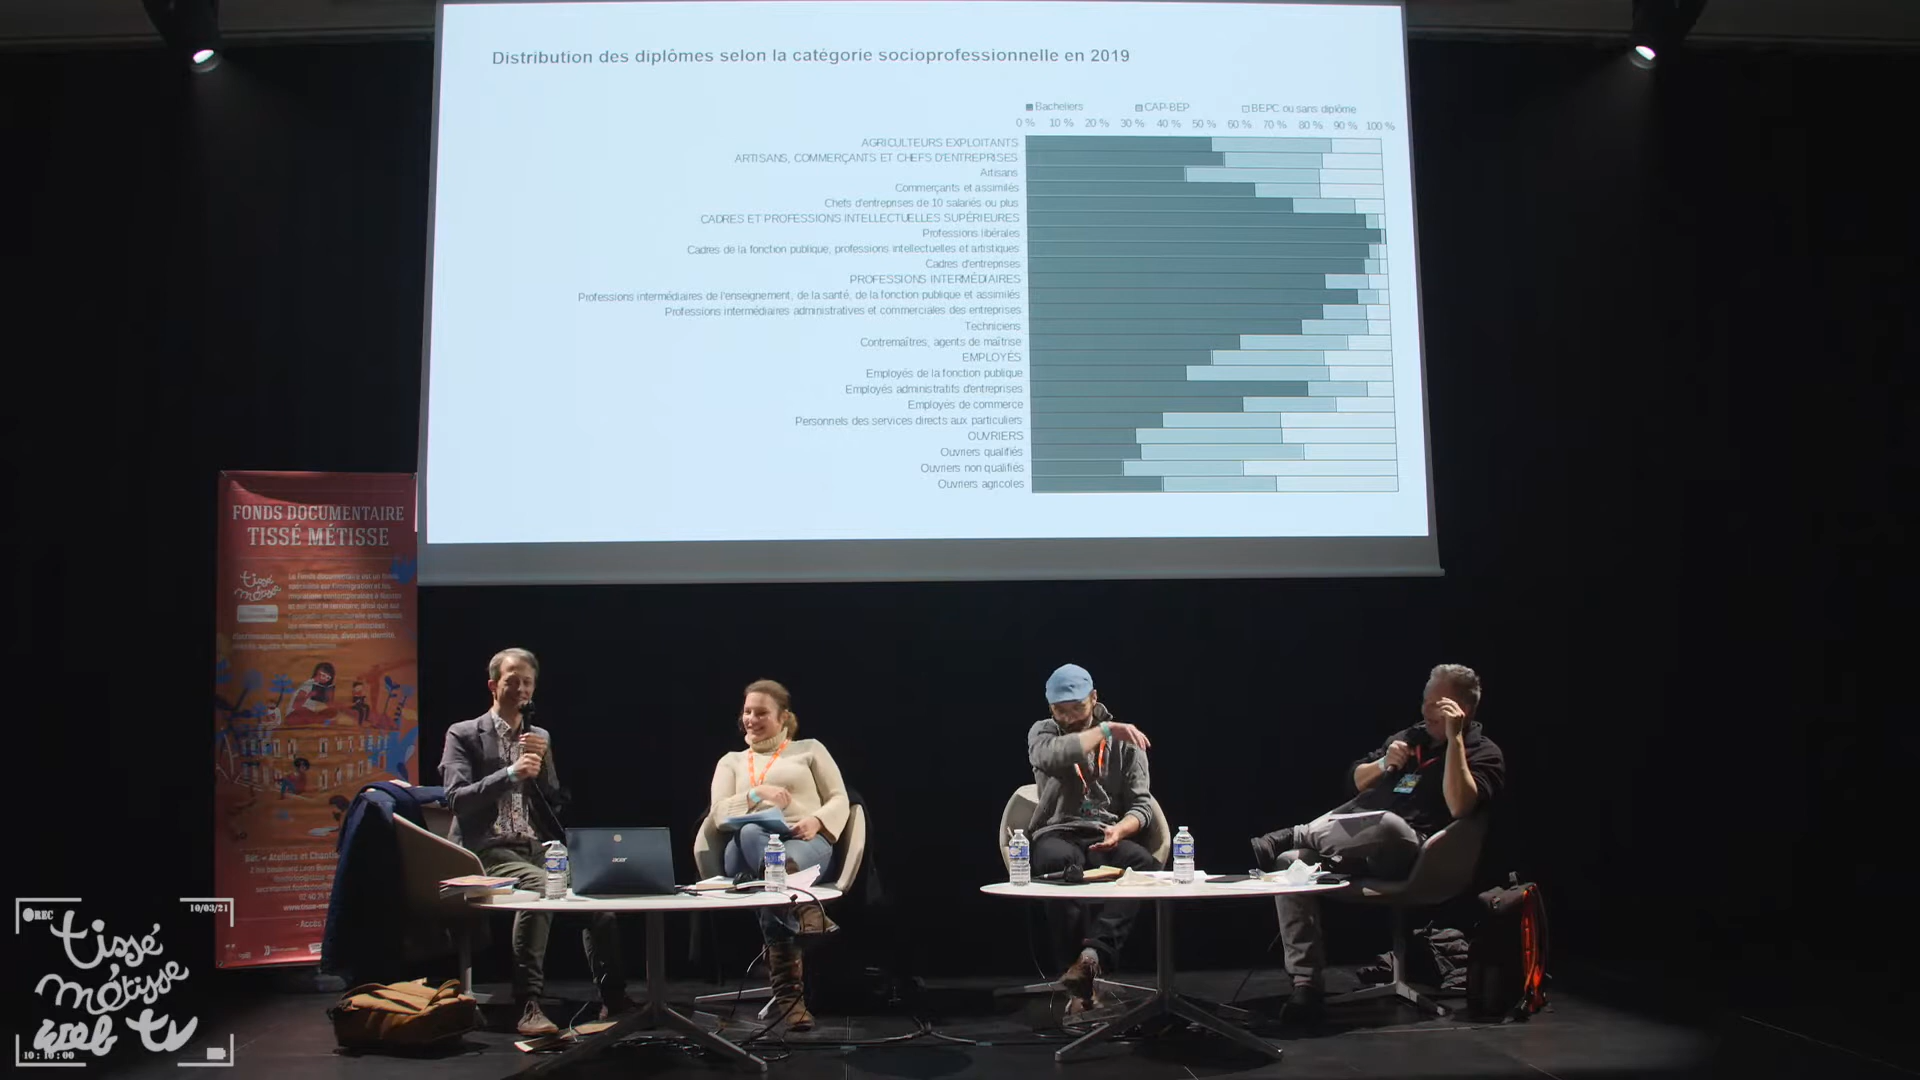 Distribution des diplômes selon la catégorie socioprofessionnelle en 2019
Bacheliers CAP-BEP BEPC ou sans diplôme
0 % 10 % 20 % 30 % 40 % 50 % 60 % 70 % 80 % 90 % 100 %
AGRICULTEURS EXPLOITANTS
ARTISANS, COMMERÇANTS ET CHEFS D'ENTREPRISES
Artisans
Commerçants et assimilés
Chefs d'entreprises de 10 salariés ou plus
CADRES ET PROFESSIONS INTELLECTUELLES SUPÉRIEURES
Professions libérales
Cadres de la fonction publique, professions intellectuelles et artistiques
Cadres d'entreprises
PROFESSIONS INTERMÉDIAIRES
Professions intermédiaires de l'enseignement, de la santé, de la fonction publique et assimilés
Professions intermédiaires administratives et commerciales des entreprises
Techniciens
Contremaîtres, agents de maîtrise
EMPLOYÉS
Employés de la fonction publique
Employés administratifs d'entreprises
Employés de commerce
Personnels des services directs aux particuliers
OUVRIERS
Ouvriers qualifiés
Ouvriers non qualifiés
Ouvriers agricoles
FONDS DOCUMENTAIRE
TISSÉ MÉTISSE
tissé
métisse
Le Fonds documentaire est un fonds
acer
REC
10/03/21
tissé
métisse
web tv
10:10:00